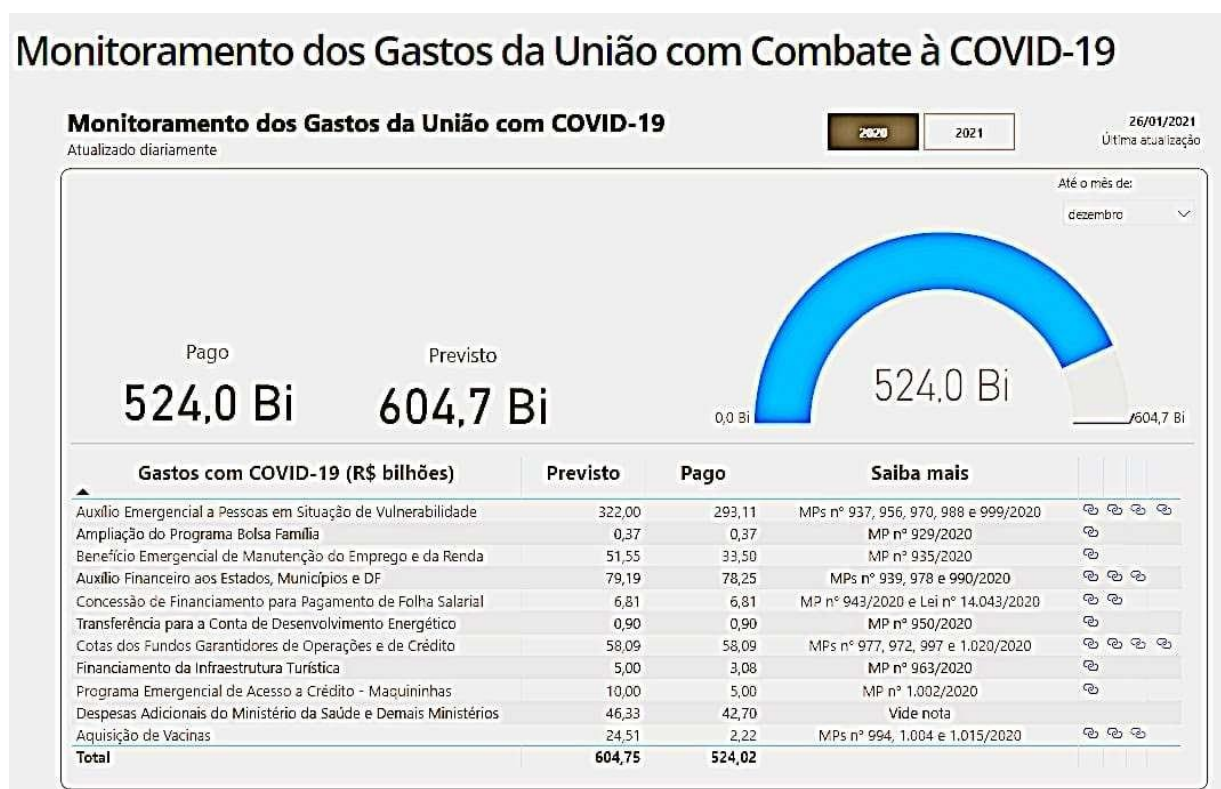 Monitoramento dos Gastos da União com Combate à COVID-19
Monitoramento dos Gastos da União com COVID-19
Atualizado diariamente
2020
2021
26/01/2021
Última atualização
Até o mês de:
dezembro
Pago
524,0 Bi
Previsto
604,7 Bi
524,0 Bi
0,0 Bi
604,7 Bi
Gastos com COVID-19 (R$ bilhões) Previsto Pago Saiba mais
Auxílio Emergencial a Pessoas em Situação de Vulnerabilidade 322,00 293,11 MPs nº 937, 956, 970, 988 e 999/2020
Ampliação do Programa Bolsa Família 0,37 0,37 MP nº 929/2020
Benefício Emergencial de Manutenção do Emprego e da Renda 51,55 33,50 MP nº 935/2020
Auxílio Financeiro aos Estados, Municípios e DF 79,19 78,25 MPs nº 939, 978 e 990/2020
Concessão de Financiamento para Pagamento de Folha Salarial 6,81 6,81 MP nº 943/2020 e Lei nº 14.043/2020
Transferência para a Conta de Desenvolvimento Energético 0,90 0,90 MP nº 950/2020
Cotas dos Fundos Garantidores de Operações e de Crédito 58,09 58,09 MPs nº 977, 972, 997 e 1.020/2020
Financiamento da Infraestrutura Turística 5,00 3,08 MP nº 963/2020
Programa Emergencial de Acesso a Crédito - Maquininhas 10,00 5,00 MP nº 1.002/2020
Despesas Adicionais do Ministério da Saúde e Demais Ministérios 46,33 42,70 Vide nota
Aquisição de Vacinas 24,51 2,22 MPs nº 994, 1.004 e 1.015/2020
Total 604,75 524,02